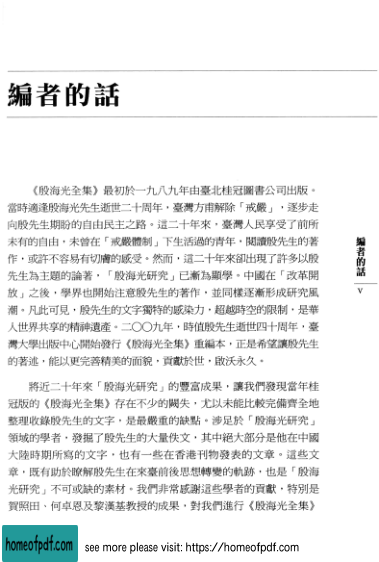 編者的話
《殷海光全集》最初於一九八九年由臺北桂冠圖書公司出版。
當時適逢殷海光先生逝世二十周年，臺灣方甫解除「戒嚴」，逐步走
向殷先生期盼的自由民主之路。這二十年來，臺灣人民享受了前所
未有的自由，未曾在「戒嚴體制」下生活過的青年，閱讀殷先生的著
作，或許不容易有切膚的感受。然而，這二十年來卻出現了許多以殷
先生為主題的論著，「殷海光研究」已漸為顯學。中國在「改革開
放」之後，學界也開始注意殷先生的著作，並同樣逐漸形成研究風
潮。凡此可見，殷先生的文字獨特的感染力，超越時空的限制，是華
人世界共享的精神遺產。二〇〇九年，時值殷先生逝世四十周年，臺
灣大學出版中心開始發行《殷海光全集》重編本，正是希望讓殷先生
的著述，能以更完善精美的面貌，貢獻於世，啟沃永久。
將近二十年來「殷海光研究」的豐富成果，讓我們發現當年桂
冠版的《殷海光全集》存在不少的闕失，尤以未能比較完備齊全地
整理收錄殷先生的文字，是最嚴重的缺點。涉足於「殷海光研究」
領域的學者，發掘了殷先生的大量佚文，其中絕大部分是他在中國
大陸時期所寫的文字，也有一些在香港刊物發表的文章。這些文
章，既有助於瞭解殷先生在來臺前後思想轉變的軌跡，也是「殷海
光研究」不可或缺的素材。我們非常感謝這些學者的貢獻，特別是
賀照田、何卓恩及黎漢基教授的成果，對我們進行《殷海光全集》
編者的話
v
homeofpdf.com
see more please visit: https://homeofpdf.com